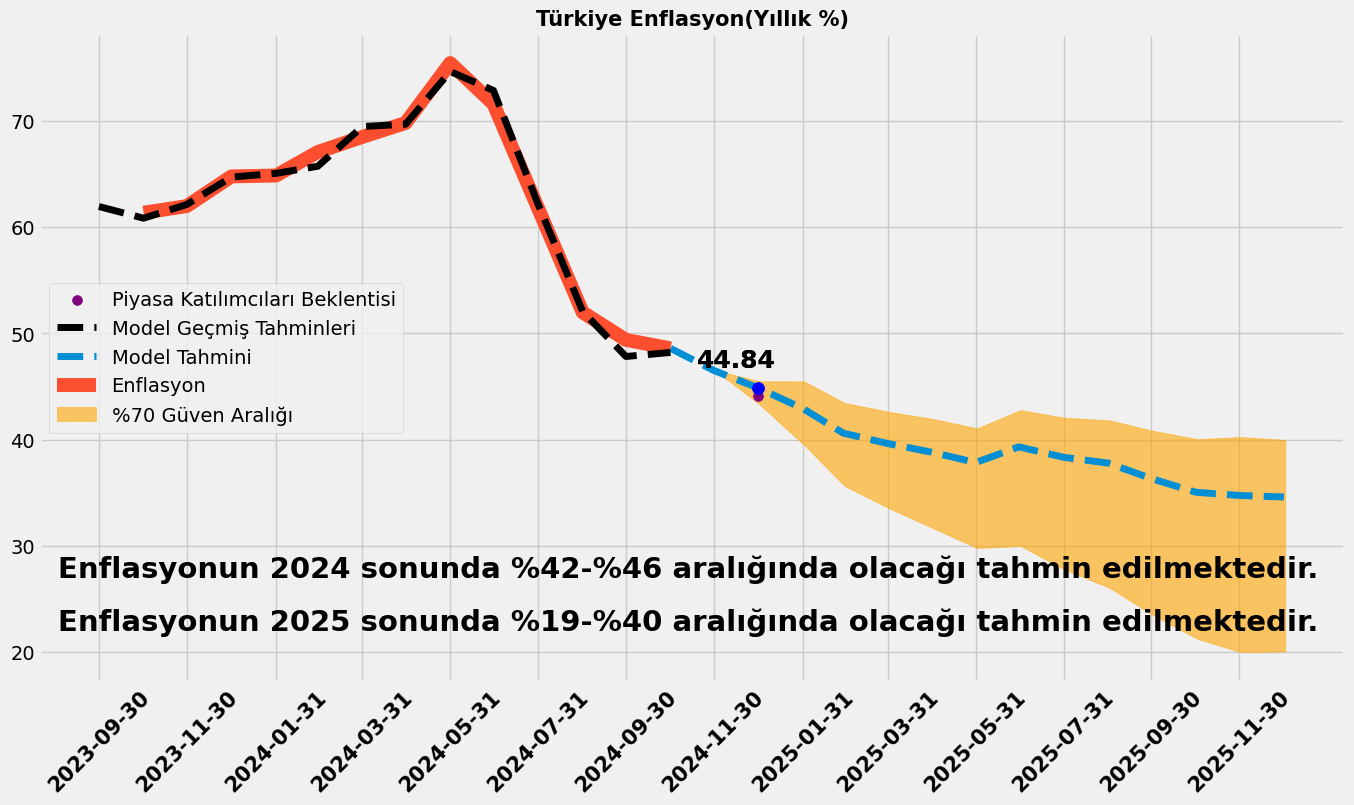 Türkiye Enflasyon(Yıllık %)
70
60
50
40
30
20
Piyasa Katılımcıları Beklentisi
Model Geçmiş Tahminleri
Model Tahmini
Enflasyon
%70 Güven Aralığı
44.84
Enflasyonun 2024 sonunda %42-%46 aralığında olacağı tahmin edilmektedir.
Enflasyonun 2025 sonunda %19-%40 aralığında olacağı tahmin edilmektedir.
2023-09-30
2023-11-30
2024-01-31
2024-03-31
2024-05-31
2024-07-31
2024-09-30
2024-11-30
2025-01-31
2025-03-31
2025-05-31
2025-07-31
2025-09-30
2025-11-30